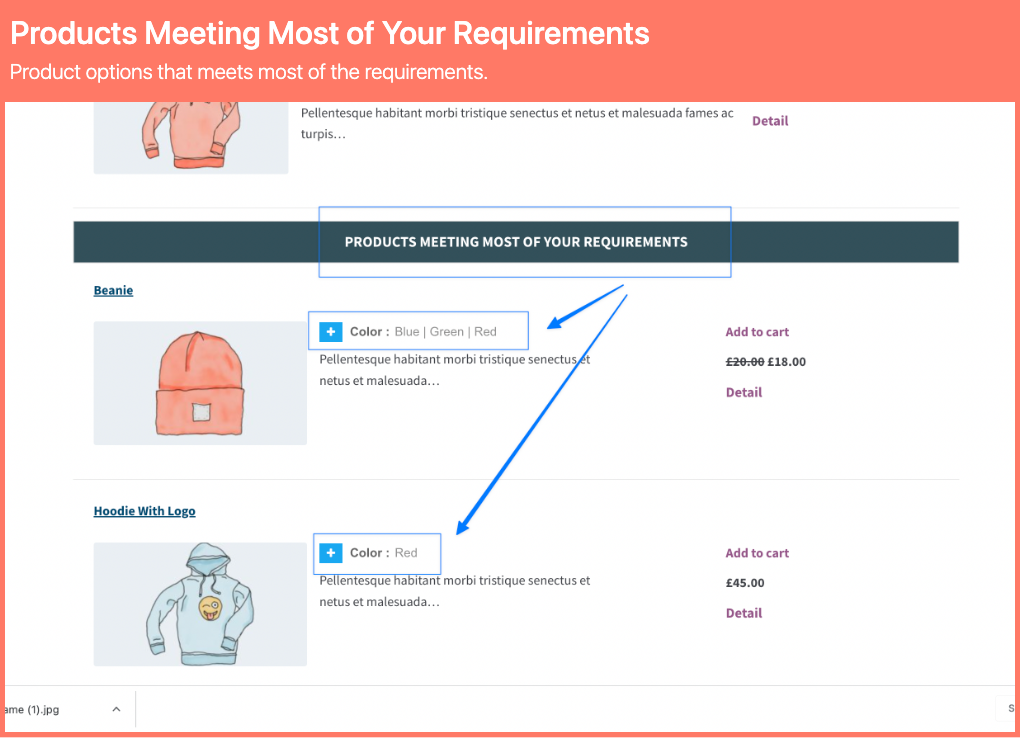 Products Meeting Most of Your Requirements
Product options that meets most of the requirements.
Pellentesque habitant morbi tristique senectus et netus et malesuada fames ac
turpis…
Detail
PRODUCTS MEETING MOST OF YOUR REQUIREMENTS
Beanie
Color : Blue | Green | Red
Pellentesque habitant morbi tristique senectus et
netus et malesuada…
Add to cart
£20.00 £18.00
Detail
Hoodie With Logo
Color : Red
Pellentesque habitant morbi tristique senectus et
netus et malesuada…
Add to cart
£45.00
Detail
ame (1).jpg
S